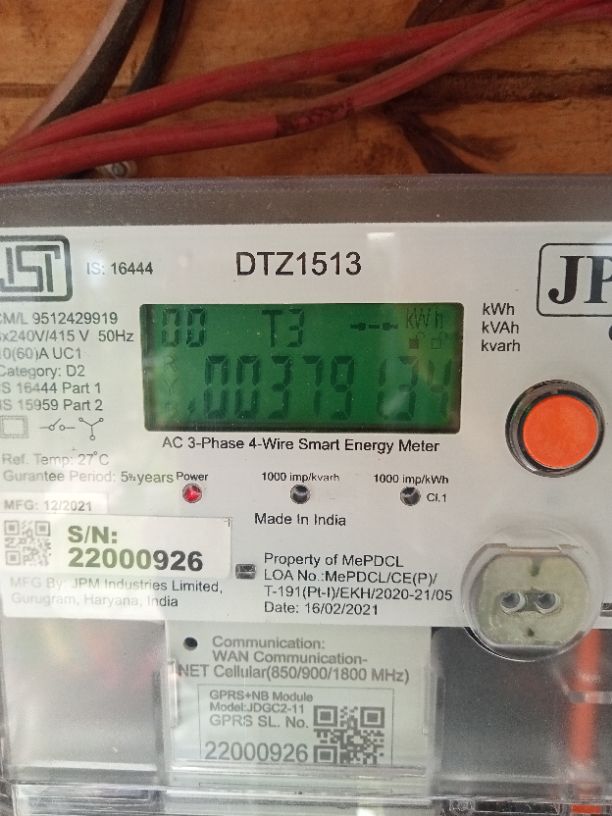 IS: 16444
DTZ1513
JP
CM/L 9512429919
3x240V/415 V 50Hz
10(60)A UC1
Category: D2
IS 16444 Part 1
IS 15959 Part 2
00 T3 kWh
00379134
kWh
kVAh
kvarh
AC 3-Phase 4-Wire Smart Energy Meter
Ref. Temp: 27°C
Gurantee Period: 5½years
Power
1000 imp/kvarh
1000 imp/kWh
Cl.1
MFG: 12/2021
Made In India
S/N:
22000926
MFG By: JPM Industries Limited,
Gurugram, Haryana, India
Property of MePDCL
LOA No.:MePDCL/CE(P)/
T-191(Pt-I)/EKH/2020-21/05
Date: 16/02/2021
Communication:
WAN Communication-
NET Cellular(850/900/1800 MHz)
GPRS+NB Module
Model:JDGC2-11
GPRS SL. No.
22000926